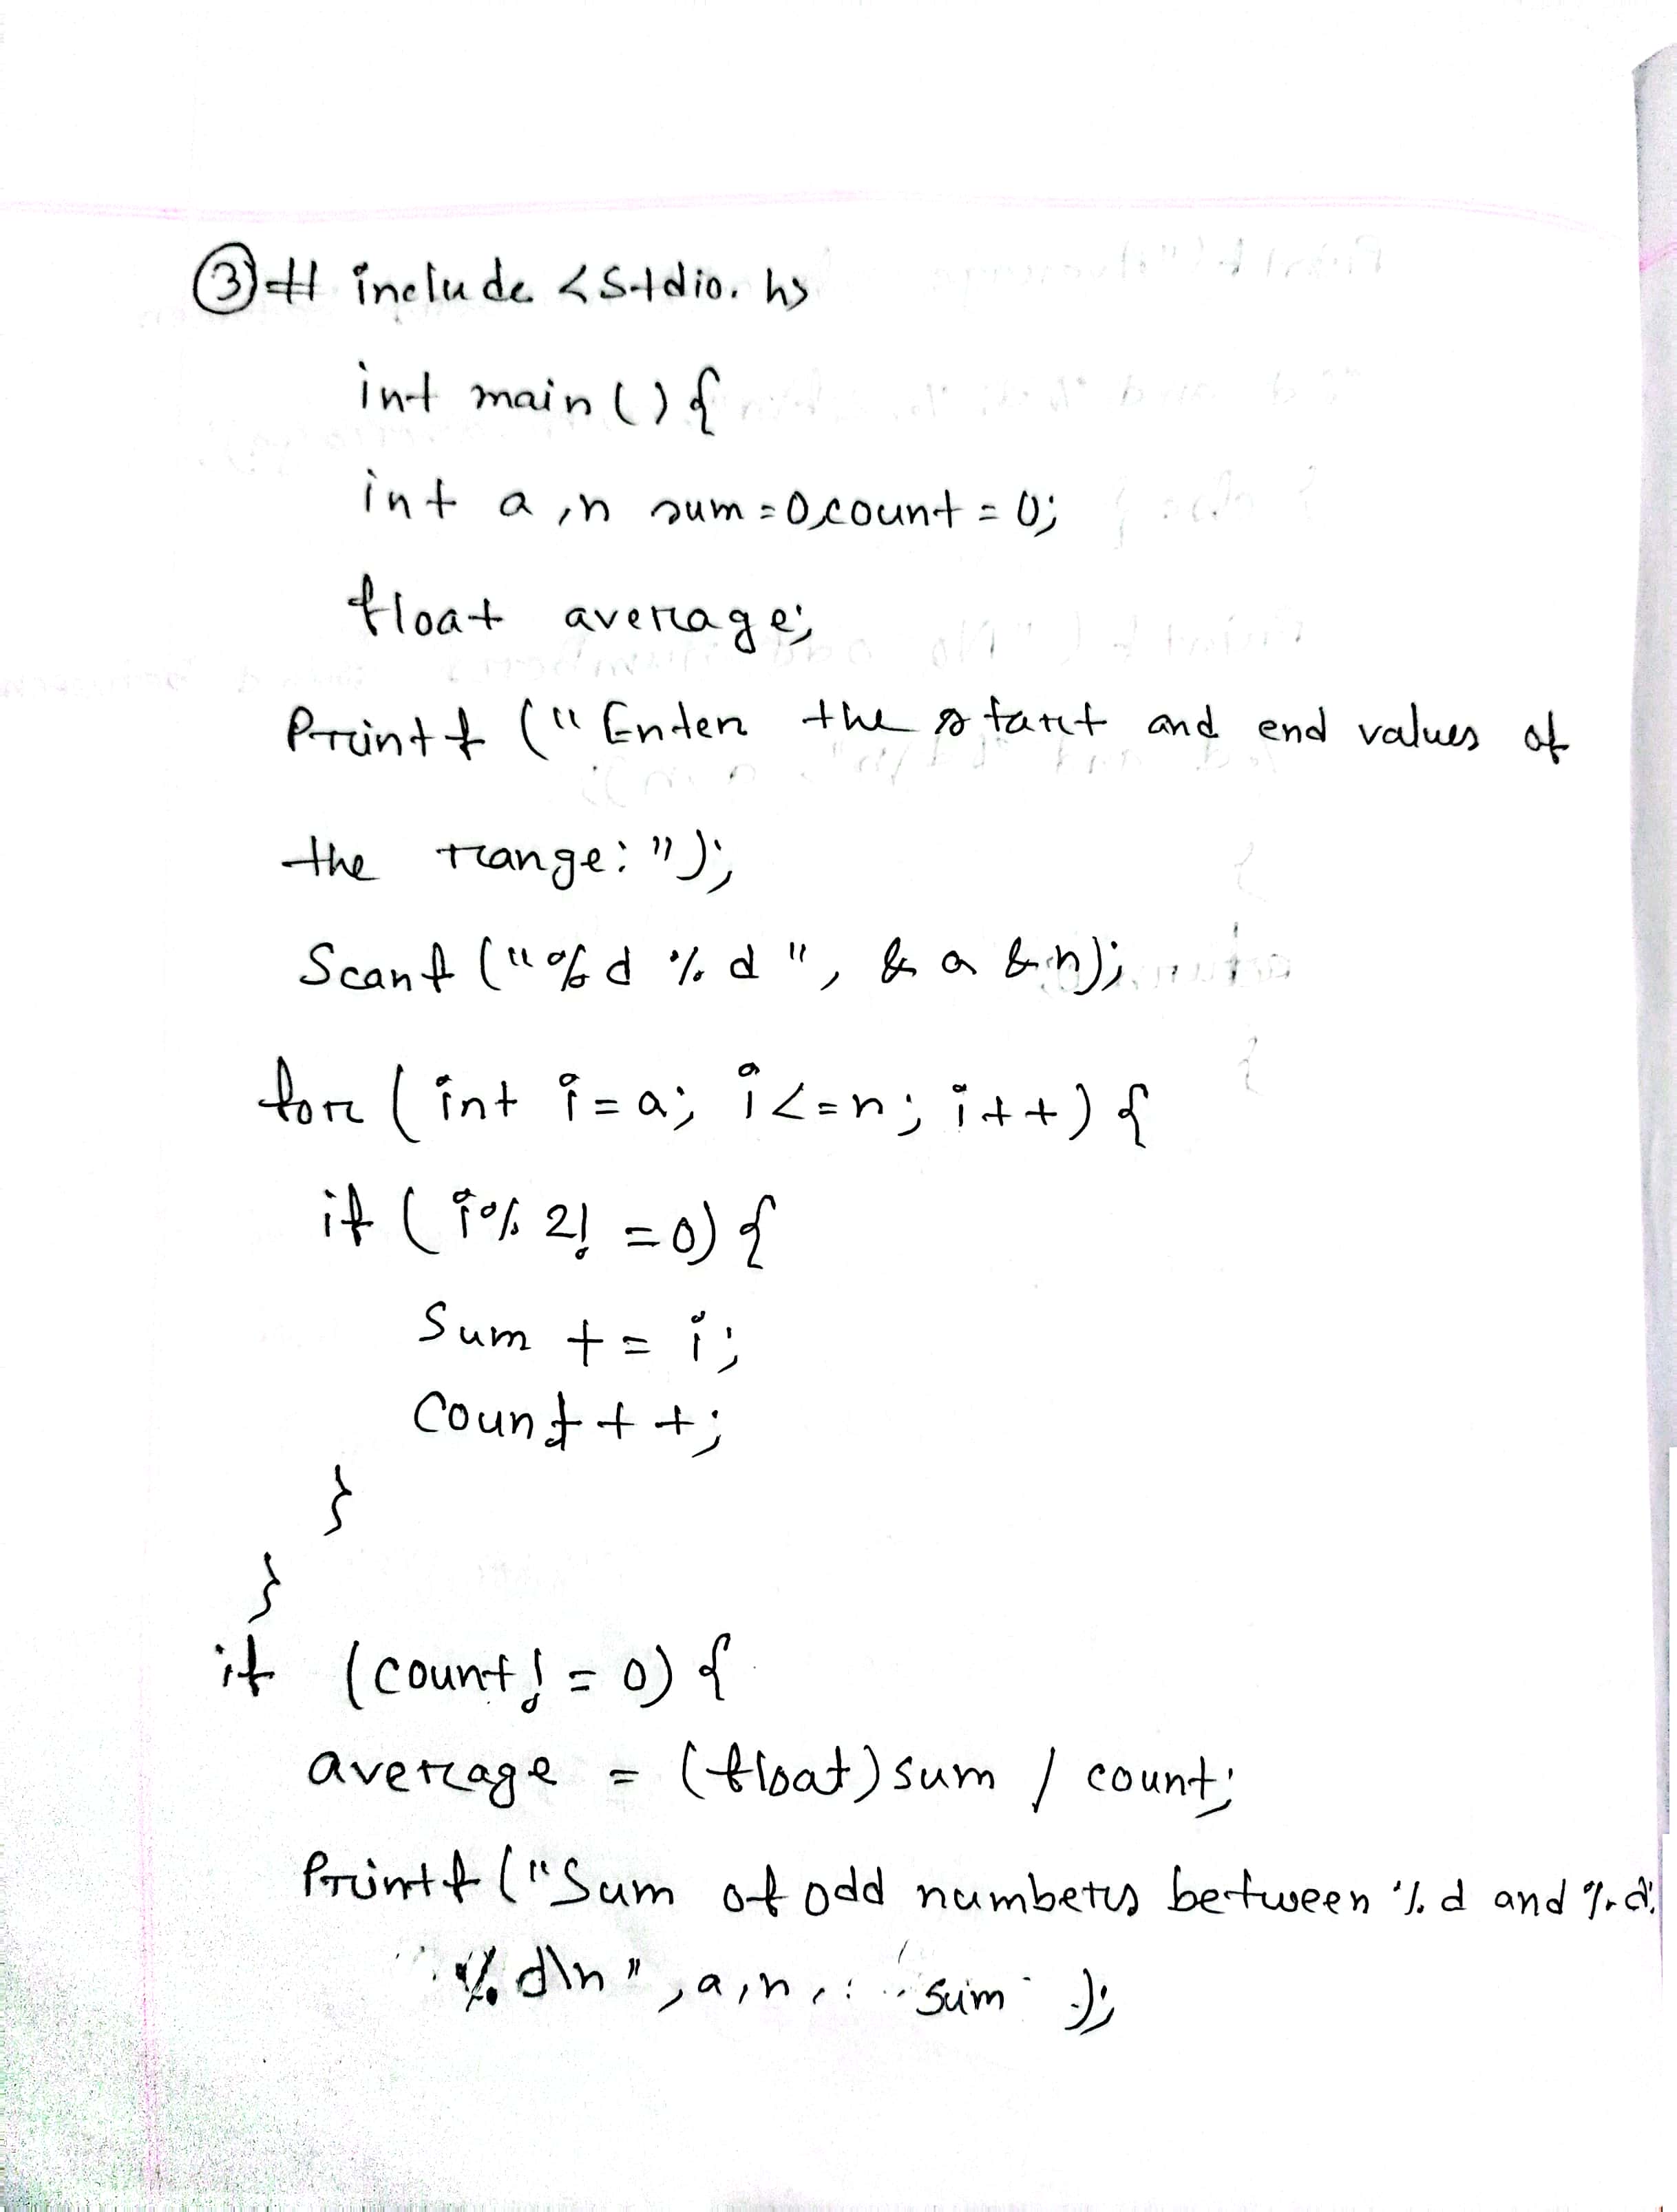 ③ # include <stdio.h>
int main () {
int a, n sum = 0, count = 0;
float average;
Printf ("Enter the start and end values of
the range: ");
Scanf ("%d %d ", & a & n);
for ( int i = a; i <= n; i++) {
if ( i % 2! = 0) {
Sum += i;
Count ++;
}
}
if (count! = 0) {
average = (float) sum / count;
Printf ("Sum of odd numbers between %d and %d:
%d\n", a, n, sum );